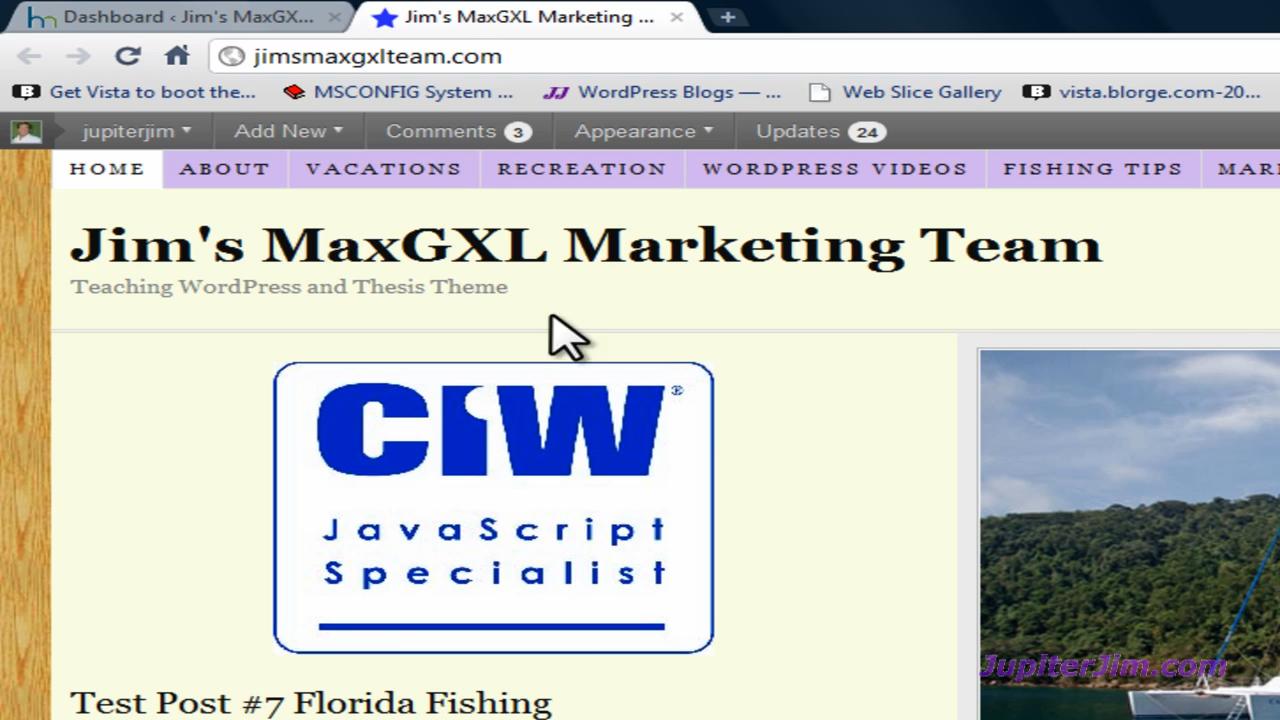 Dashboard ‹ Jim's MaxGX...
Jim's MaxGXL Marketing ...
jimsmaxgxlteam.com
Get Vista to boot the... MSCONFIG System ... JJ WordPress Blogs — ... Web Slice Gallery vista.blorge.com-20...
jupiterjim Add New Comments 3 Appearance Updates 24
HOME ABOUT VACATIONS RECREATION WORDPRESS VIDEOS FISHING TIPS MAR
Jim's MaxGXL Marketing Team
Teaching WordPress and Thesis Theme
CIW®
JavaScript
Specialist
JupiterJim.com
Test Post #7 Florida Fishing